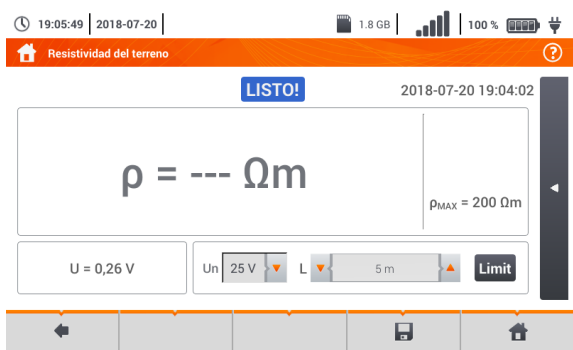 19:05:49 2018-07-20 1.8 GB 100 %
Resistividad del terreno ?
LISTO! 2018-07-20 19:04:02
ρ = --- Ωm
ρMAX = 200 Ωm
U = 0,26 V Un 25 V L 5 m Limit